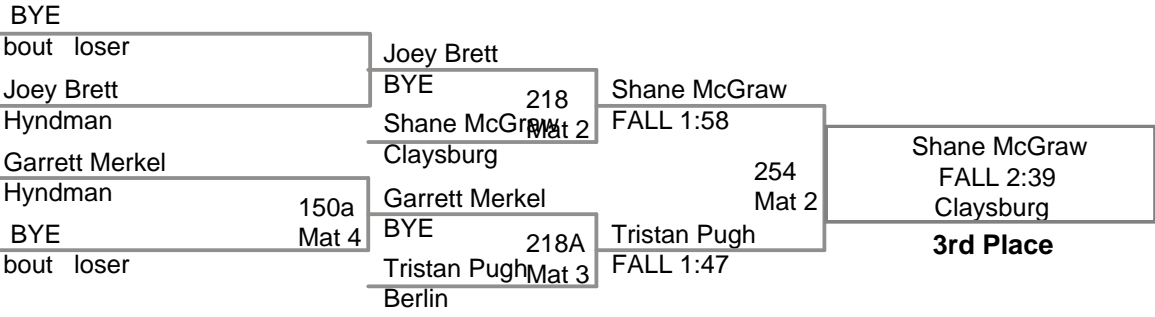 BYE
bout loser
Joey Brett
Hyndman
Garrett Merkel
Hyndman
150a
Mat 4
BYE
bout loser
Joey Brett
BYE
218
Mat 2
Shane McGraw
Claysburg
Garrett Merkel
BYE
218A
Mat 3
Tristan Pugh
Berlin
Shane McGraw
FALL 1:58
254
Mat 2
Tristan Pugh
FALL 1:47
Shane McGraw
FALL 2:39
Claysburg
3rd Place